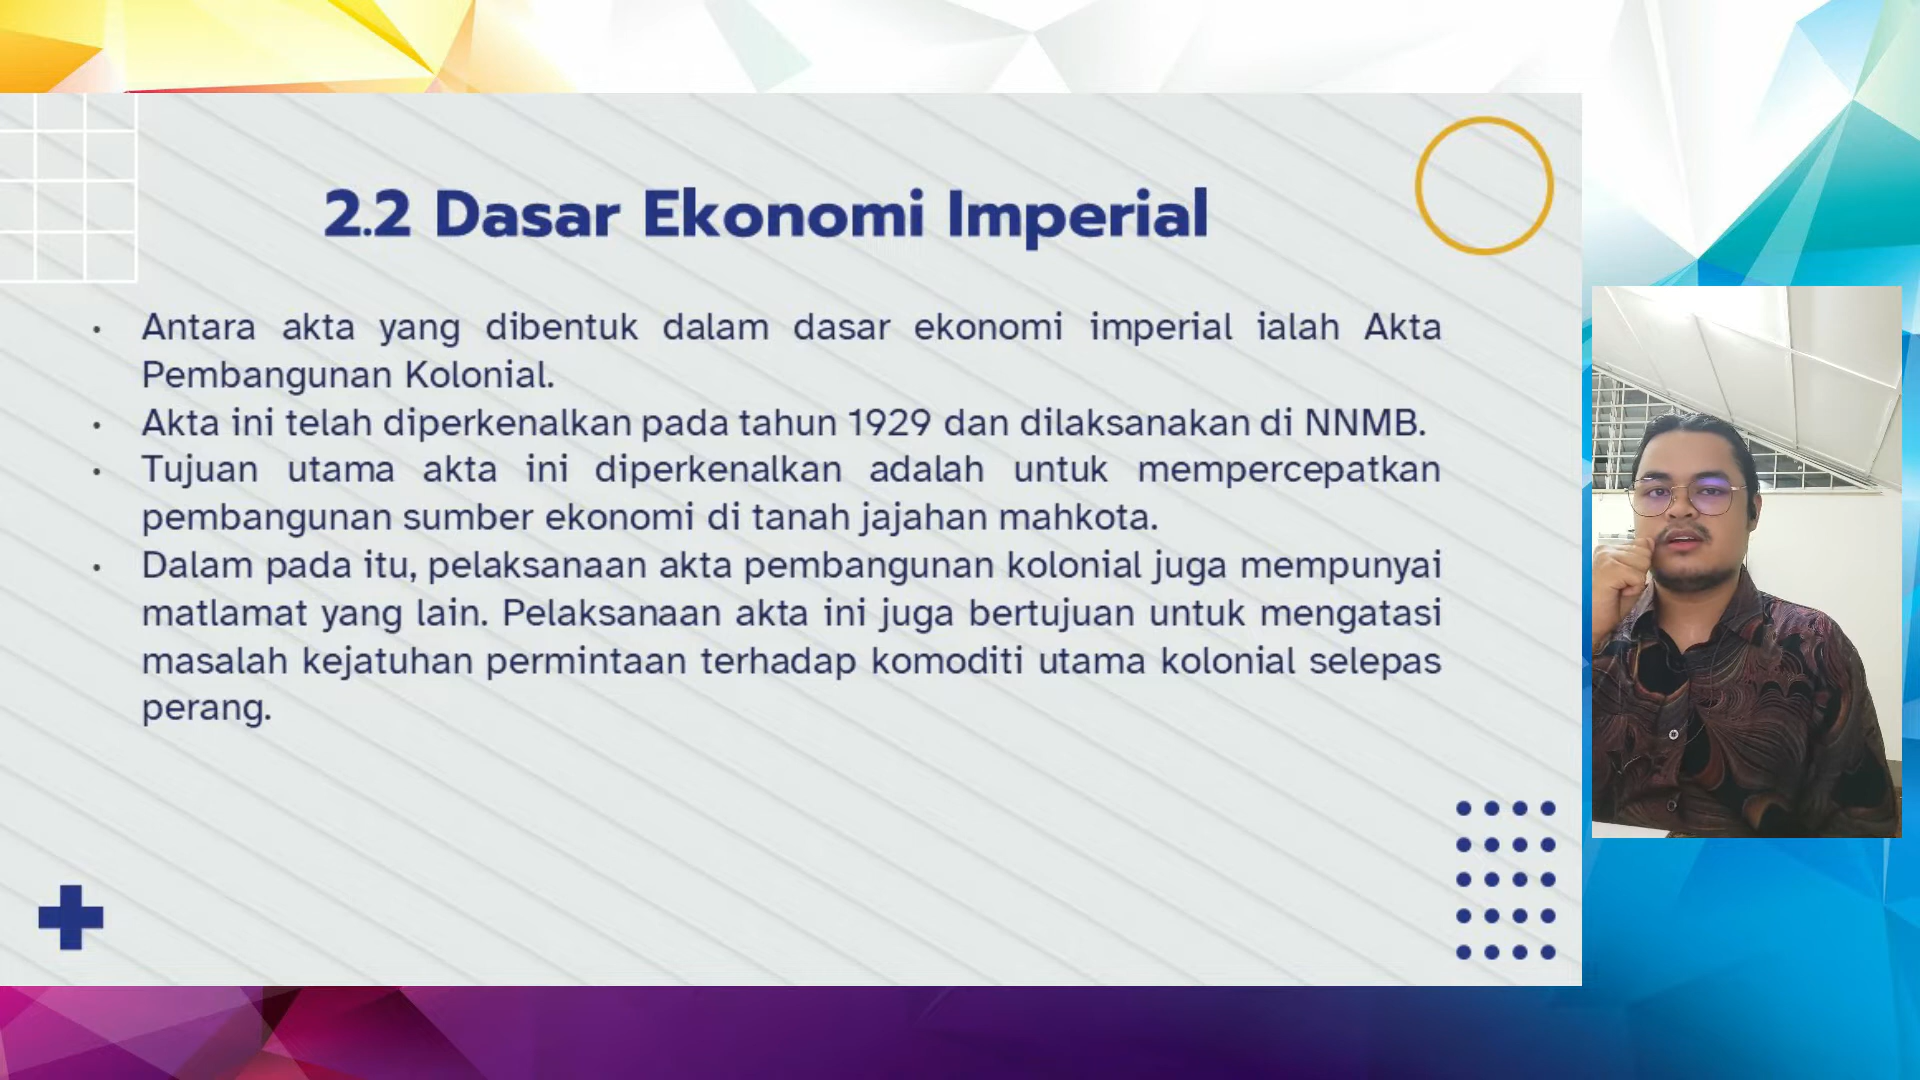 2.2 Dasar Ekonomi Imperial
• Antara akta yang dibentuk dalam dasar ekonomi imperial ialah Akta
Pembangunan Kolonial.
• Akta ini telah diperkenalkan pada tahun 1929 dan dilaksanakan di NNMB.
• Tujuan utama akta ini diperkenalkan adalah untuk mempercepatkan
pembangunan sumber ekonomi di tanah jajahan mahkota.
• Dalam pada itu, pelaksanaan akta pembangunan kolonial juga mempunyai
matlamat yang lain. Pelaksanaan akta ini juga bertujuan untuk mengatasi
masalah kejatuhan permintaan terhadap komoditi utama kolonial selepas
perang.